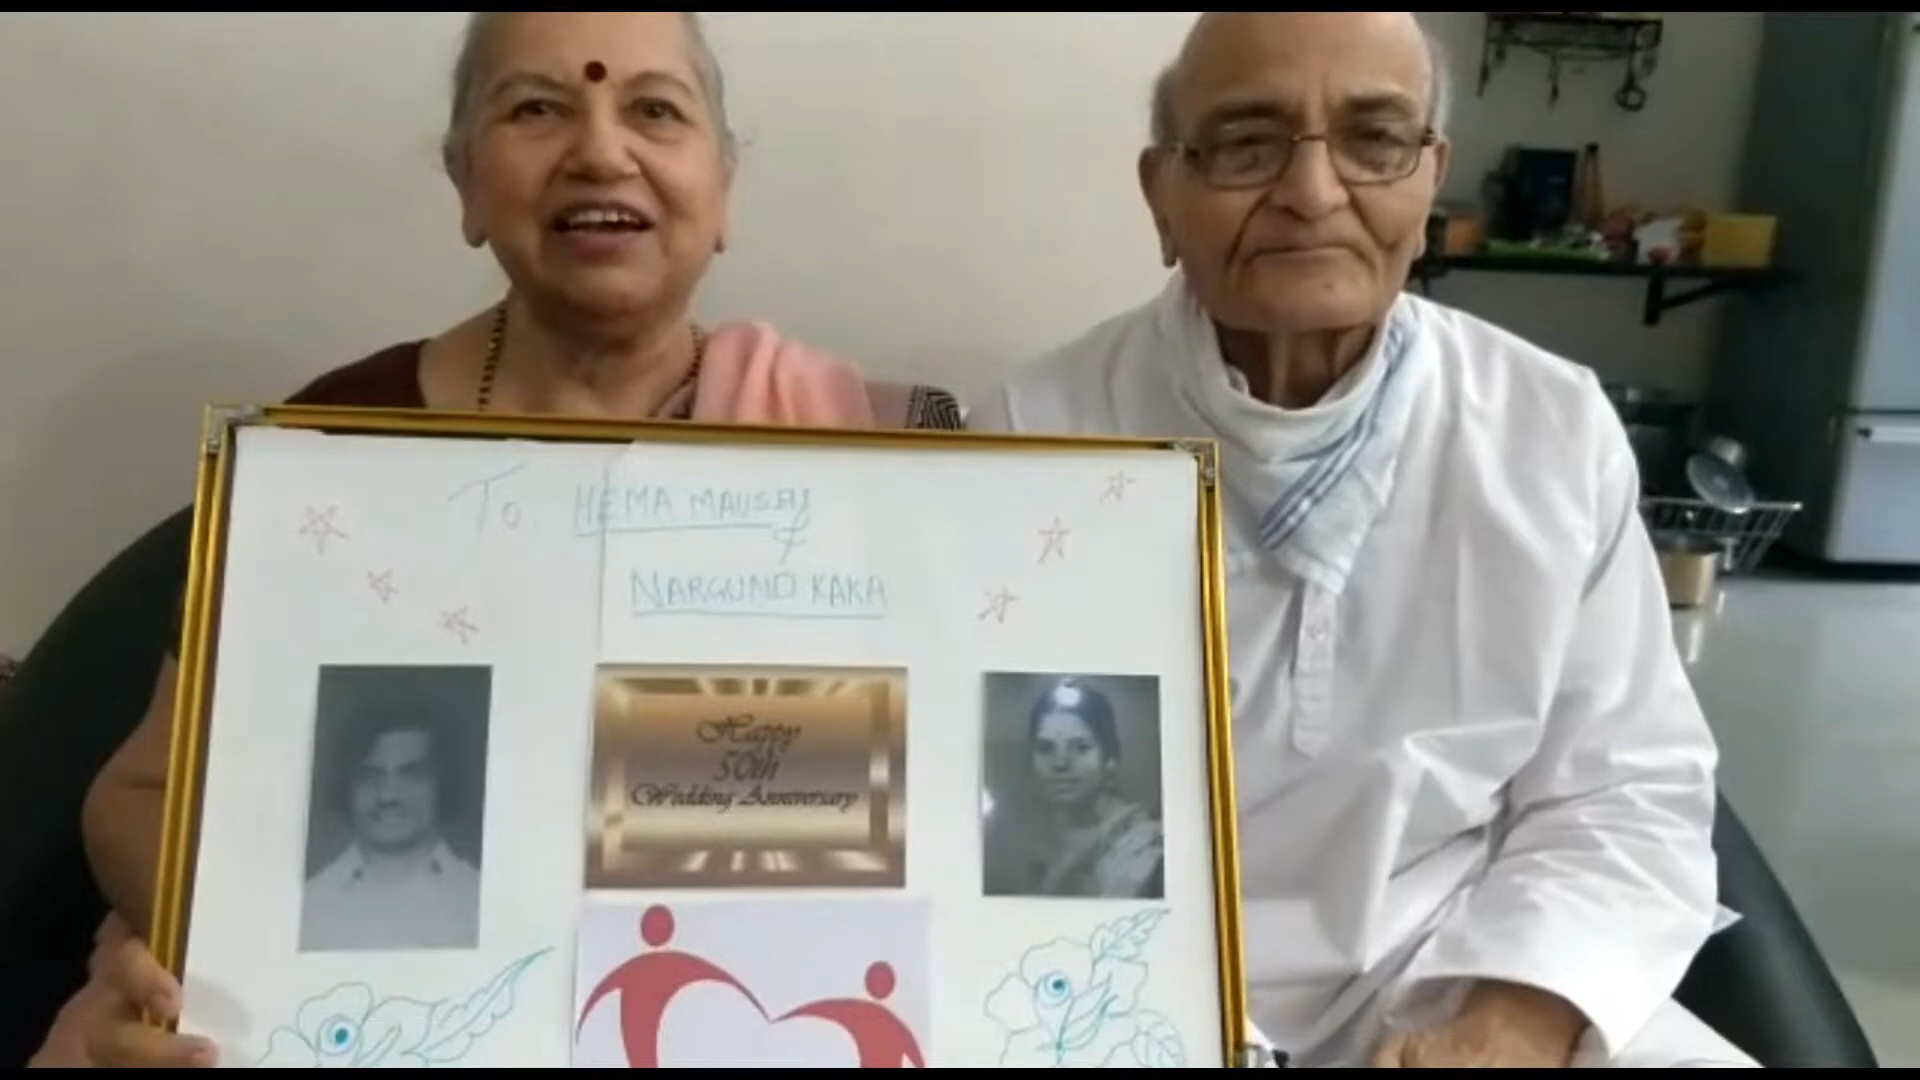 To, HEMA MAUSHI
&
NARGUND KAKA
Happy
50th
Wedding Anniversary